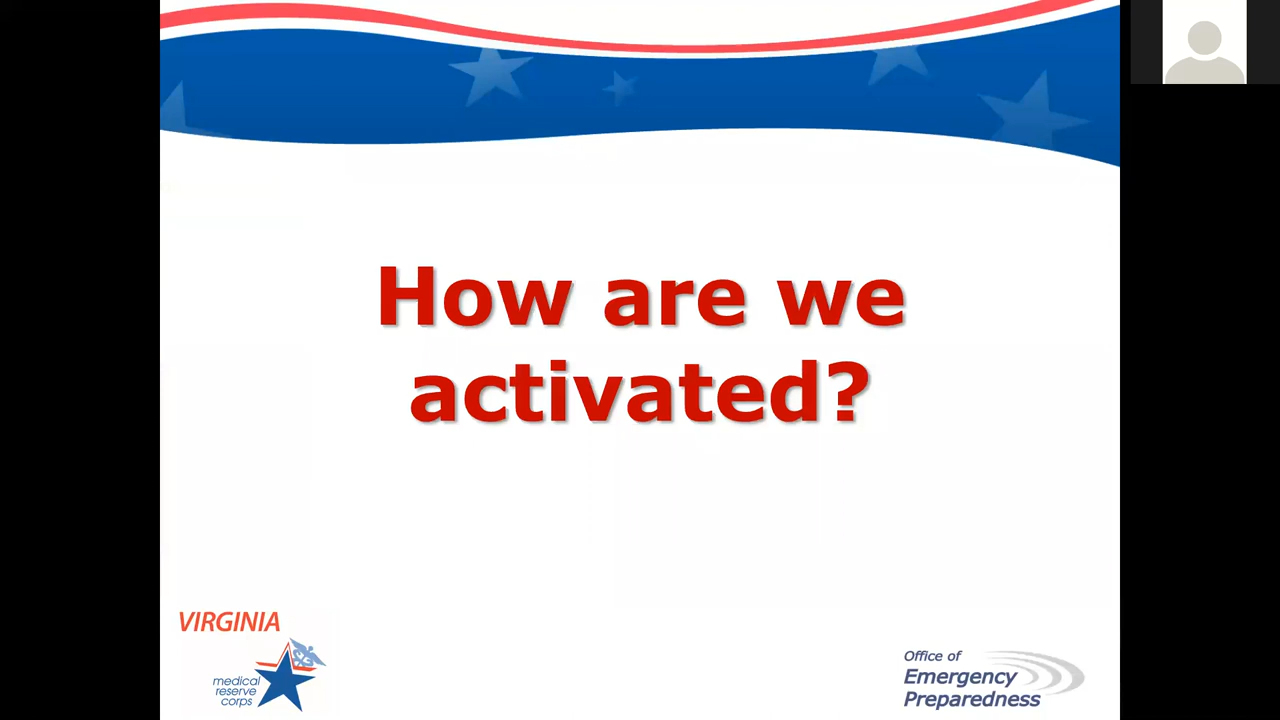 How are we
activated?
VIRGINIA
medical
reserve
corps
Office of
Emergency
Preparedness